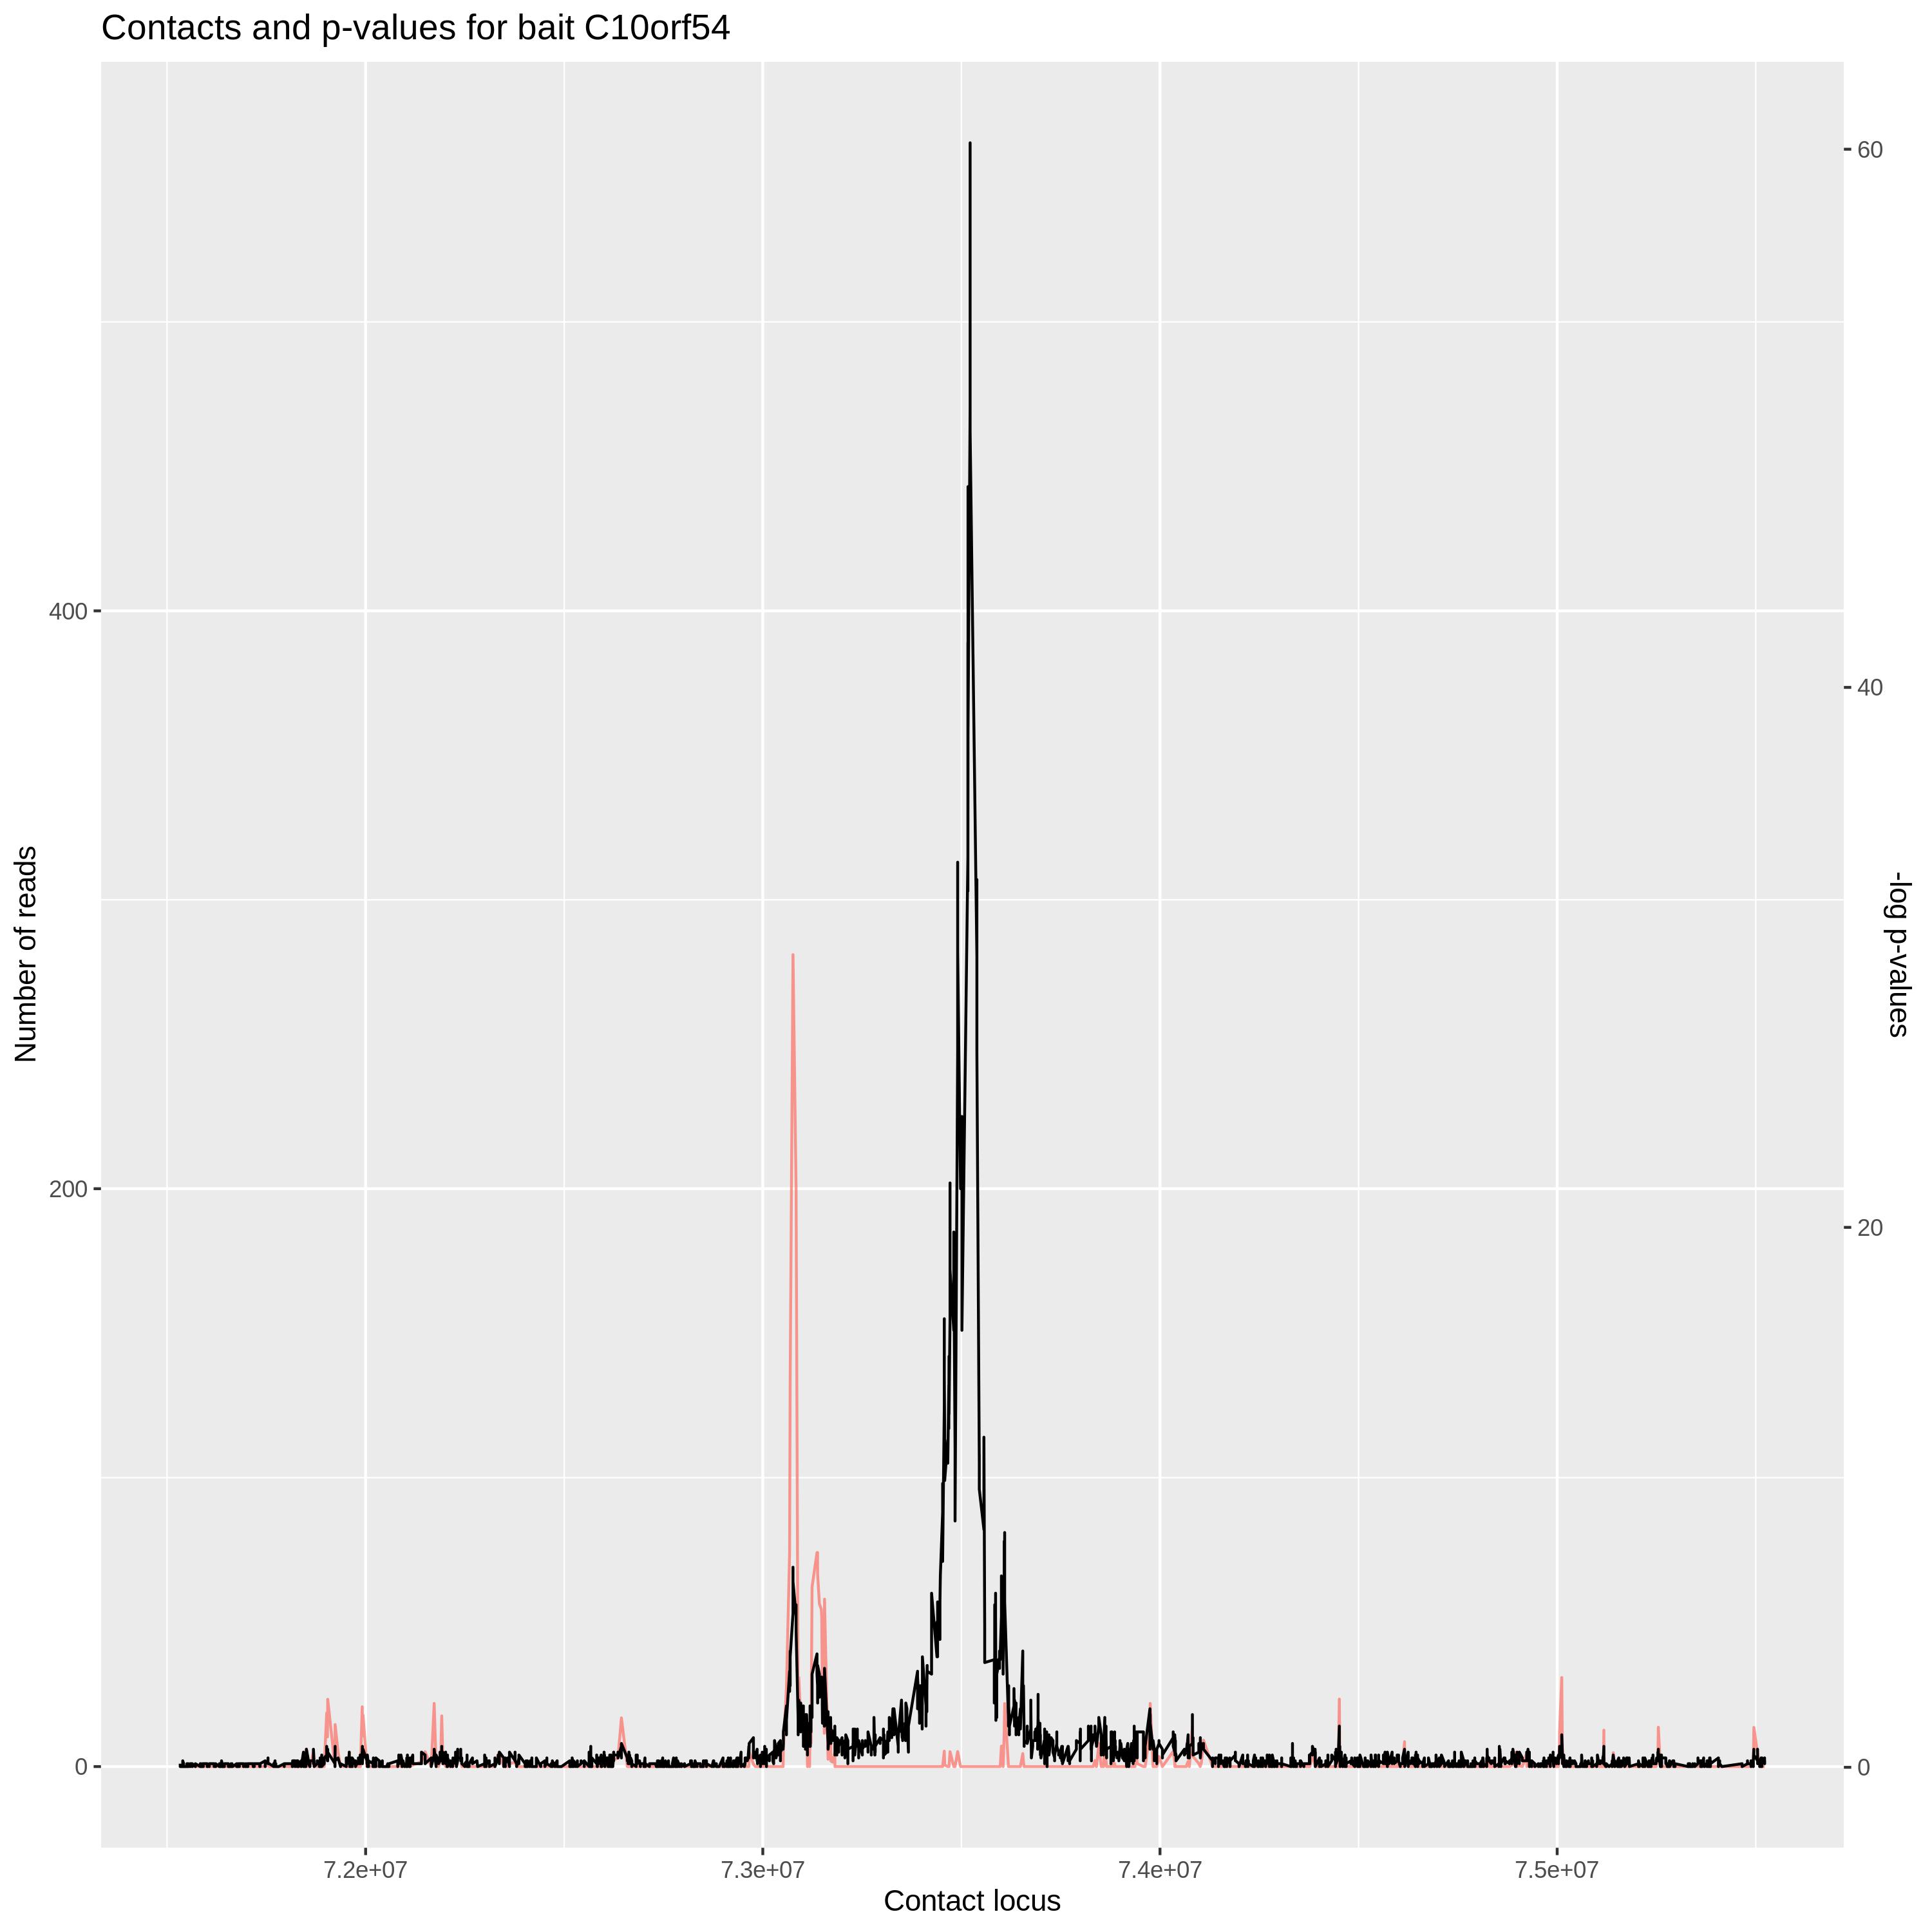 Contacts and p-values for bait C10orf54
Number of reads
400
200
0
60
40
20
0
-log p-values
7.2e+07
7.3e+07
7.4e+07
7.5e+07
Contact locus